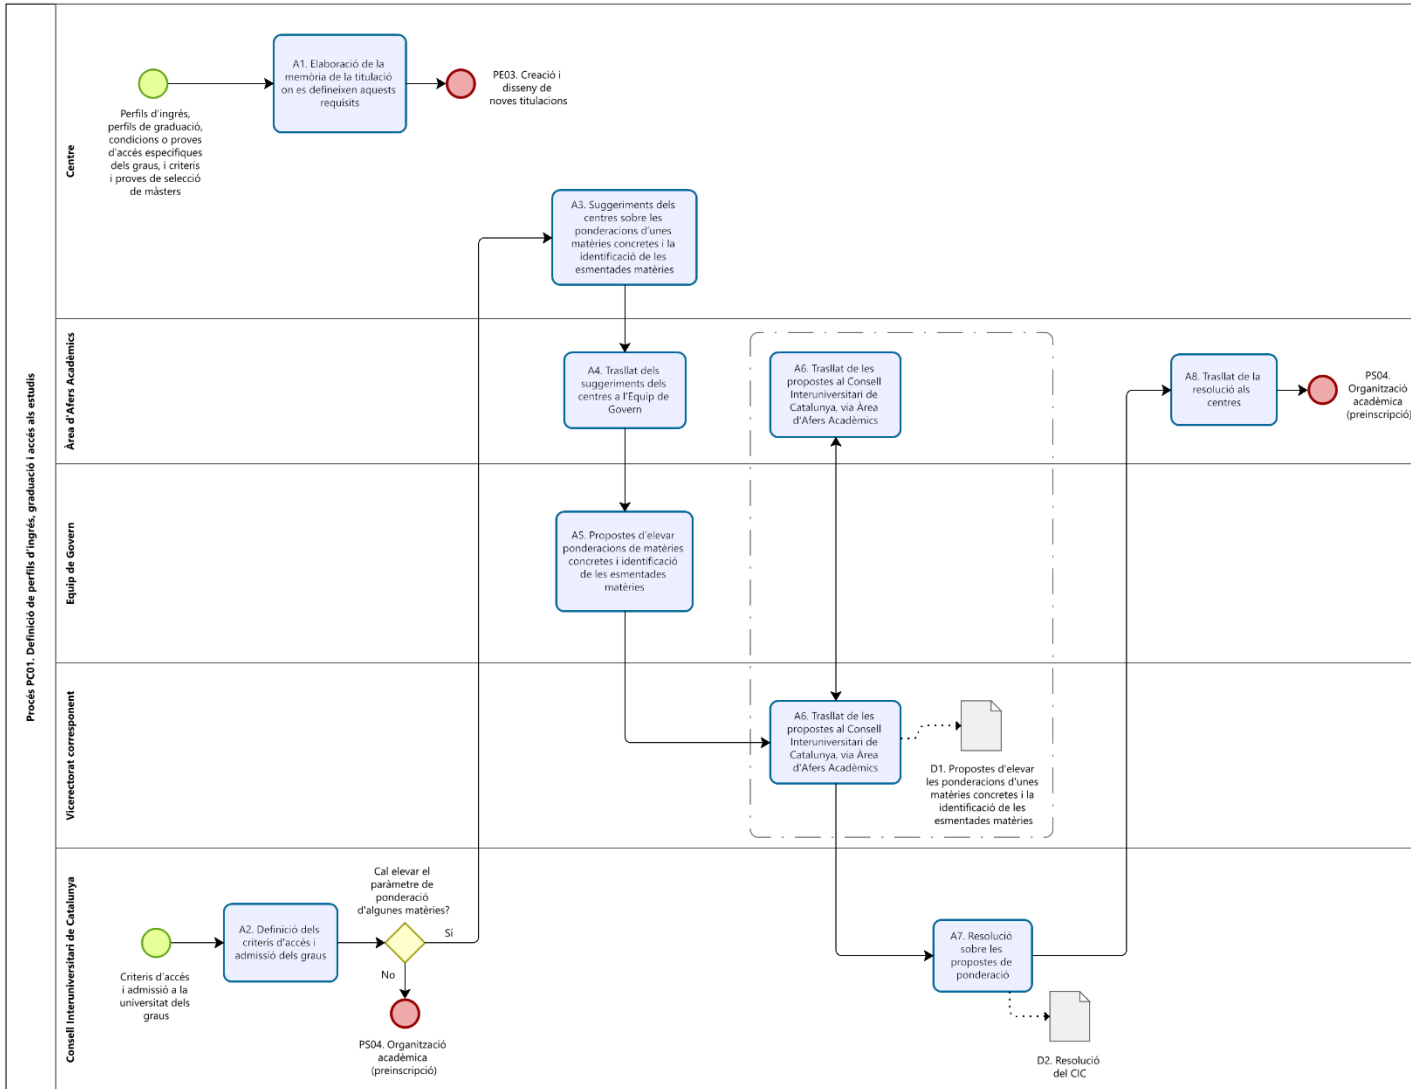 Procés PC01. Definició de perfils d'ingrés, graduació i accés als estudis
Centre
Perfils d'ingrés,
perfils de graduació,
condicions o proves
d'accés específiques
dels graus, i criteris
i proves de selecció
de màsters
A1. Elaboració de la
memòria de la titulació
on es defineixen aquests
requisits
PE03. Creació i
disseny de
noves titulacions
A3. Suggeriments dels
centres sobre les
ponderacions d'unes
matèries concretes i la
identificació de les
esmentades matèries
Àrea d'Afers Acadèmics
A4. Trasllat dels
suggeriments dels
centres a l'Equip de
Govern
A6. Trasllat de les
propostes al Consell
Interuniversitari de
Catalunya, via Àrea
d'Afers Acadèmics
A8. Trasllat de la
resolució als
centres
PS04.
Organització
acadèmica
(preinscripció)
Equip de Govern
A5. Propostes d'elevar
ponderacions de matèries
concretes i identificació
de les esmentades
matèries
Vicerectorat corresponent
A6. Trasllat de les
propostes al Consell
Interuniversitari de
Catalunya, via Àrea
d'Afers Acadèmics
D1. Propostes d'elevar
les ponderacions d'unes
matèries concretes i la
identificació de les
esmentades matèries
Consell Interuniversitari de Catalunya
Criteris d'accés
i admissió a la
universitat dels
graus
A2. Definició dels
criteris d'accés i
admissió dels graus
Cal elevar el
paràmetre de
ponderació
d'algunes matèries?
Sí
No
PS04. Organització
acadèmica
(preinscripció)
A7. Resolució
sobre les
propostes de
ponderació
D2. Resolució
del CIC